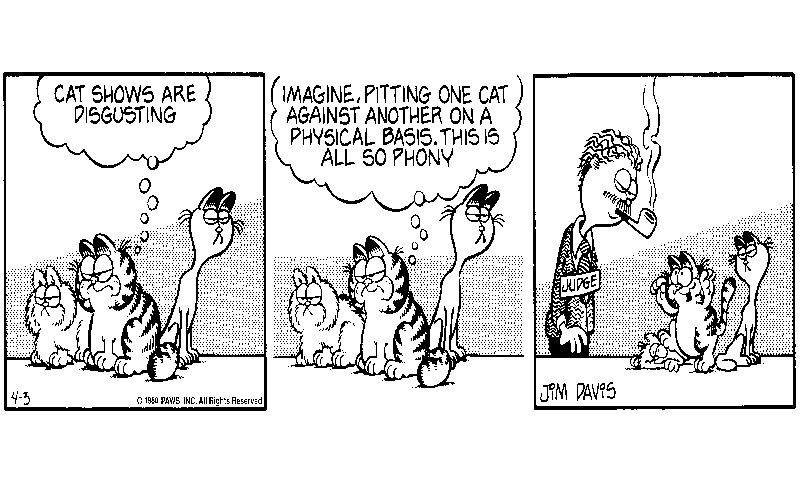 CAT SHOWS ARE
DISGUSTING
IMAGINE, PITTING ONE CAT
AGAINST ANOTHER ON A
PHYSICAL BASIS. THIS IS
ALL SO PHONY
JUDGE
4-3
© 1980 PAWS, INC. All Rights Reserved
JIM DAVIS